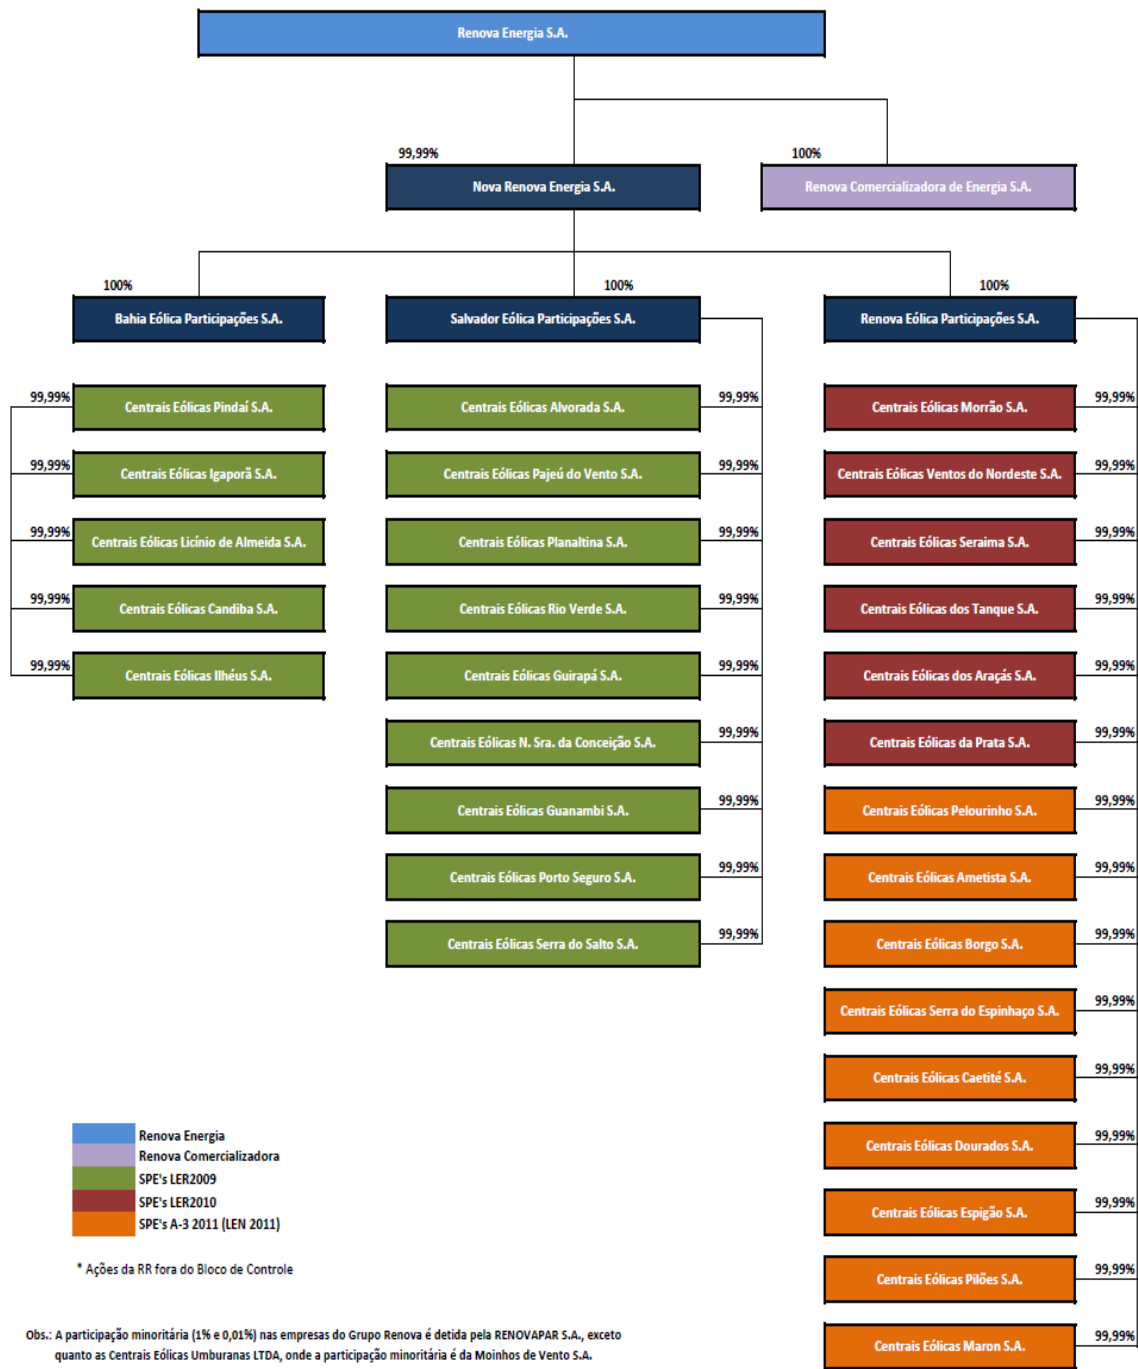 Renova Energia S.A.
99,99%
100%
Nova Renova Energia S.A.
Renova Comercializadora de Energia S.A.
100%
100%
100%
Bahia Eólica Participações S.A.
Salvador Eólica Participações S.A.
Renova Eólica Participações S.A.
99,99%
Centrais Eólicas Pindaí S.A.
Centrais Eólicas Alvorada S.A.
99,99%
Centrais Eólicas Morrão S.A.
99,99%
99,99%
Centrais Eólicas Igaporã S.A.
Centrais Eólicas Pajeú do Vento S.A.
99,99%
Centrais Eólicas Ventos do Nordeste S.A.
99,99%
99,99%
Centrais Eólicas Licínio de Almeida S.A.
Centrais Eólicas Planaltina S.A.
99,99%
Centrais Eólicas Seraima S.A.
99,99%
99,99%
Centrais Eólicas Candiba S.A.
Centrais Eólicas Rio Verde S.A.
99,99%
Centrais Eólicas dos Tanque S.A.
99,99%
99,99%
Centrais Eólicas Ilhéus S.A.
Centrais Eólicas Guirapá S.A.
99,99%
Centrais Eólicas dos Araçás S.A.
99,99%
Centrais Eólicas N. Sra. da Conceição S.A.
99,99%
Centrais Eólicas da Prata S.A.
99,99%
Centrais Eólicas Guanambi S.A.
99,99%
Centrais Eólicas Pelourinho S.A.
99,99%
Centrais Eólicas Porto Seguro S.A.
99,99%
Centrais Eólicas Ametista S.A.
99,99%
Centrais Eólicas Serra do Salto S.A.
99,99%
Centrais Eólicas Borgo S.A.
99,99%
Centrais Eólicas Serra do Espinhaço S.A.
99,99%
Centrais Eólicas Caetité S.A.
99,99%
Centrais Eólicas Dourados S.A.
99,99%
Centrais Eólicas Espigão S.A.
99,99%
Centrais Eólicas Pilões S.A.
99,99%
Centrais Eólicas Maron S.A.
99,99%
Renova Energia
Renova Comercializadora
SPE's LER2009
SPE's LER2010
SPE's A-3 2011 (LEN 2011)
* Ações da RR fora do Bloco de Controle
Obs.: A participação minoritária (1% e 0,01%) nas empresas do Grupo Renova é detida pela RENOVAPAR S.A., exceto
quanto as Centrais Eólicas Umburanas LTDA, onde a participação minoritária é da Moinhos de Vento S.A.